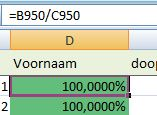 =B950/C950
D
Voornaam doop
1 100,0000%
2 100,0000%